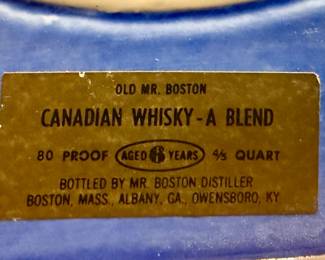 OLD MR. BOSTON
CANADIAN WHISKY-A BLEND
80 PROOF AGED 6 YEARS 4/5 QUART
BOTTLED BY MR. BOSTON DISTILLER
BOSTON, MASS., ALBANY, GA., OWENSBORO, KY